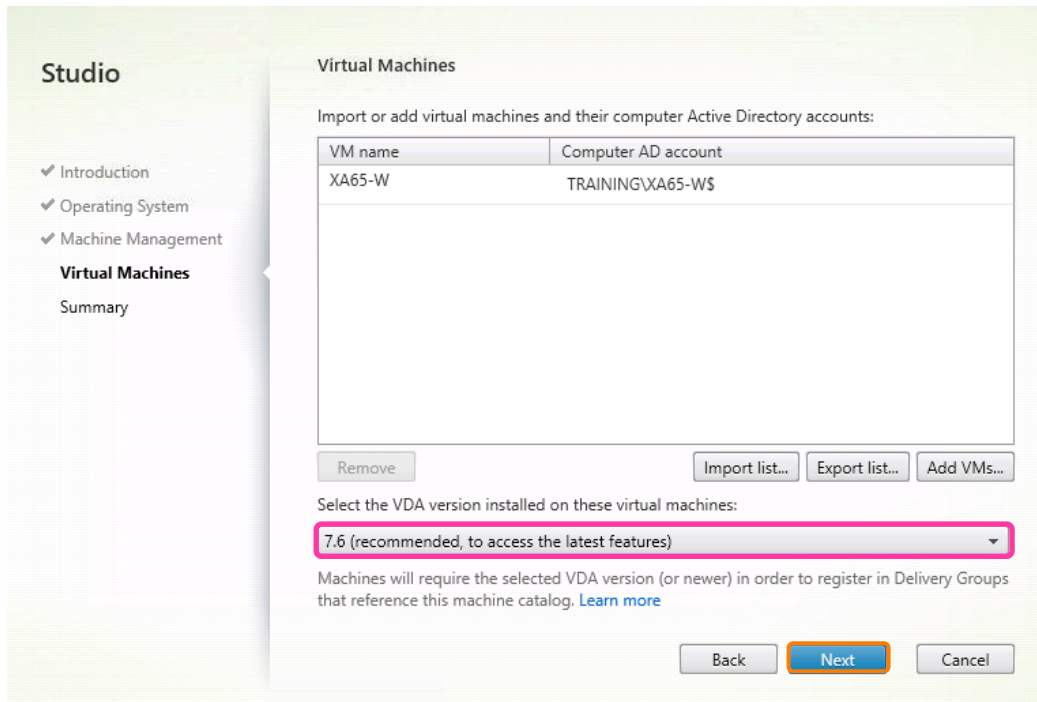 Studio
Introduction
Operating System
Machine Management
Virtual Machines
Summary
Virtual Machines
Import or add virtual machines and their computer Active Directory accounts:
VM name
Computer AD account
XA65-W
TRAINING\XA65-W$
Remove
Import list...
Export list...
Add VMs...
Select the VDA version installed on these virtual machines:
7.6 (recommended, to access the latest features)
Machines will require the selected VDA version (or newer) in order to register in Delivery Groups
that reference this machine catalog. Learn more
Back
Next
Cancel